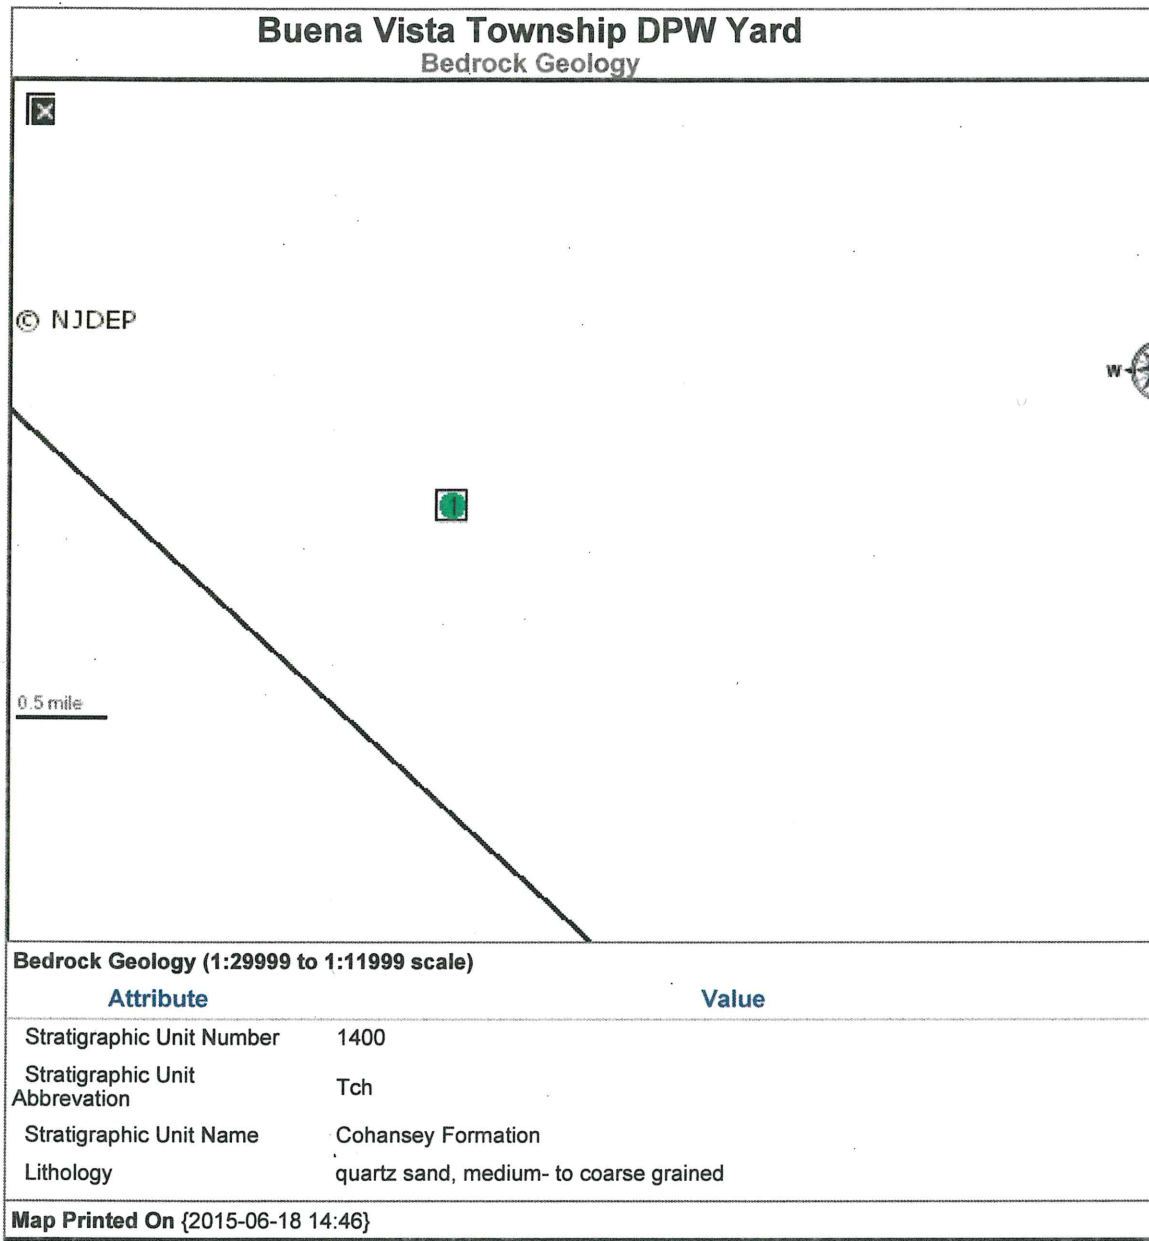 Buena Vista Township DPW Yard
Bedrock Geology
© NJDEP
W
1
0.5 mile
Bedrock Geology (1:29999 to 1:11999 scale)
Attribute Value
Stratigraphic Unit Number 1400
Stratigraphic Unit
Abbrevation Tch
Stratigraphic Unit Name Cohansey Formation
Lithology quartz sand, medium- to coarse grained
Map Printed On {2015-06-18 14:46}